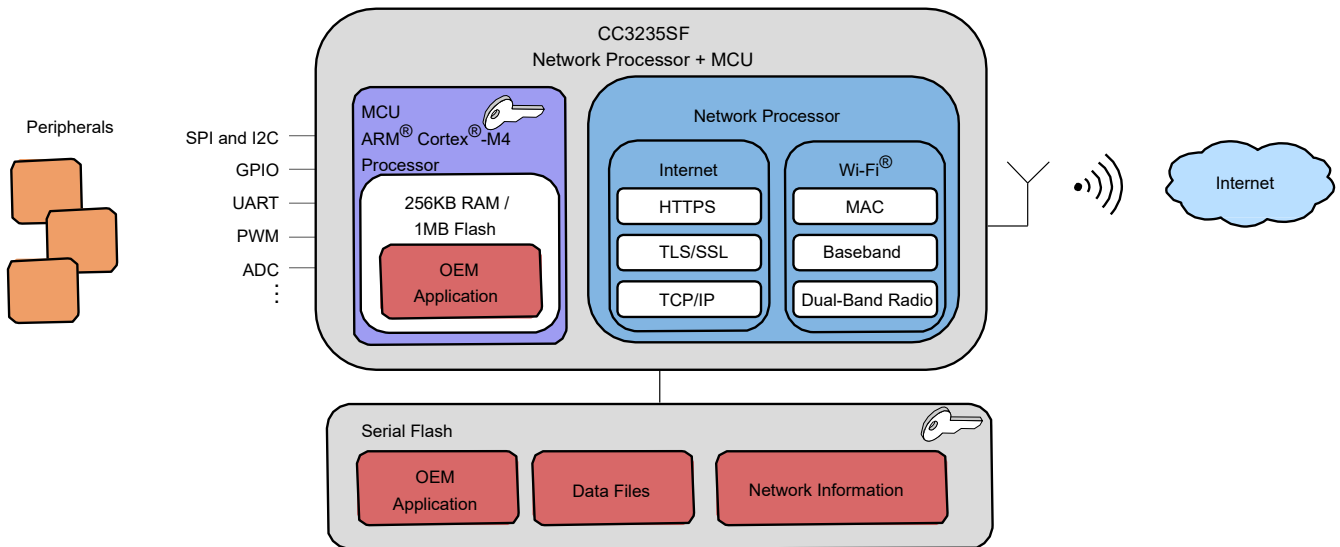 CC3235SF
Network Processor + MCU
Peripherals
SPI and I2C
GPIO
UART
PWM
ADC
⋮
MCU
ARM® Cortex®-M4
Processor
256KB RAM /
1MB Flash
OEM
Application
Network Processor
Internet
HTTPS
TLS/SSL
TCP/IP
Wi-Fi®
MAC
Baseband
Dual-Band Radio
Internet
Serial Flash
OEM
Application
Data Files
Network Information